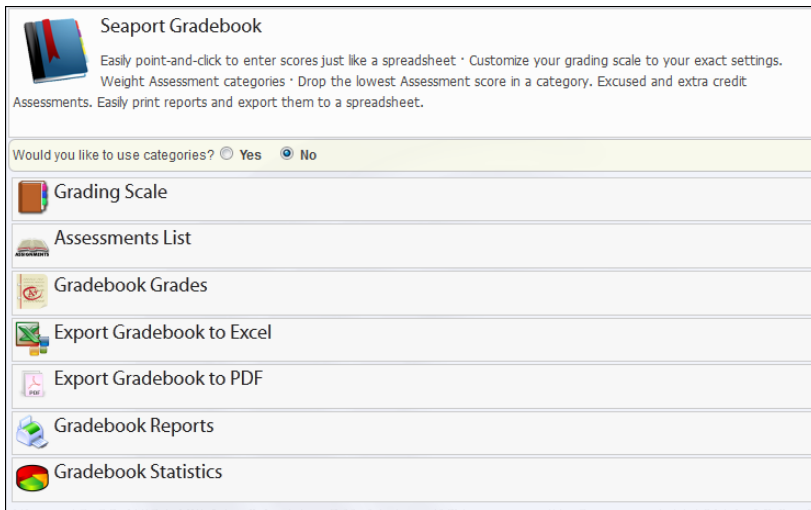 Seaport Gradebook
Easily point-and-click to enter scores just like a spreadsheet · Customize your grading scale to your exact settings.
Weight Assessment categories · Drop the lowest Assessment score in a category. Excused and extra credit
Assessments. Easily print reports and export them to a spreadsheet.
Would you like to use categories? Yes No
Grading Scale
Assessments List
ASSIGNMENTS
Gradebook Grades
A+
Export Gradebook to Excel
Export Gradebook to PDF
PDF
Gradebook Reports
Gradebook Statistics